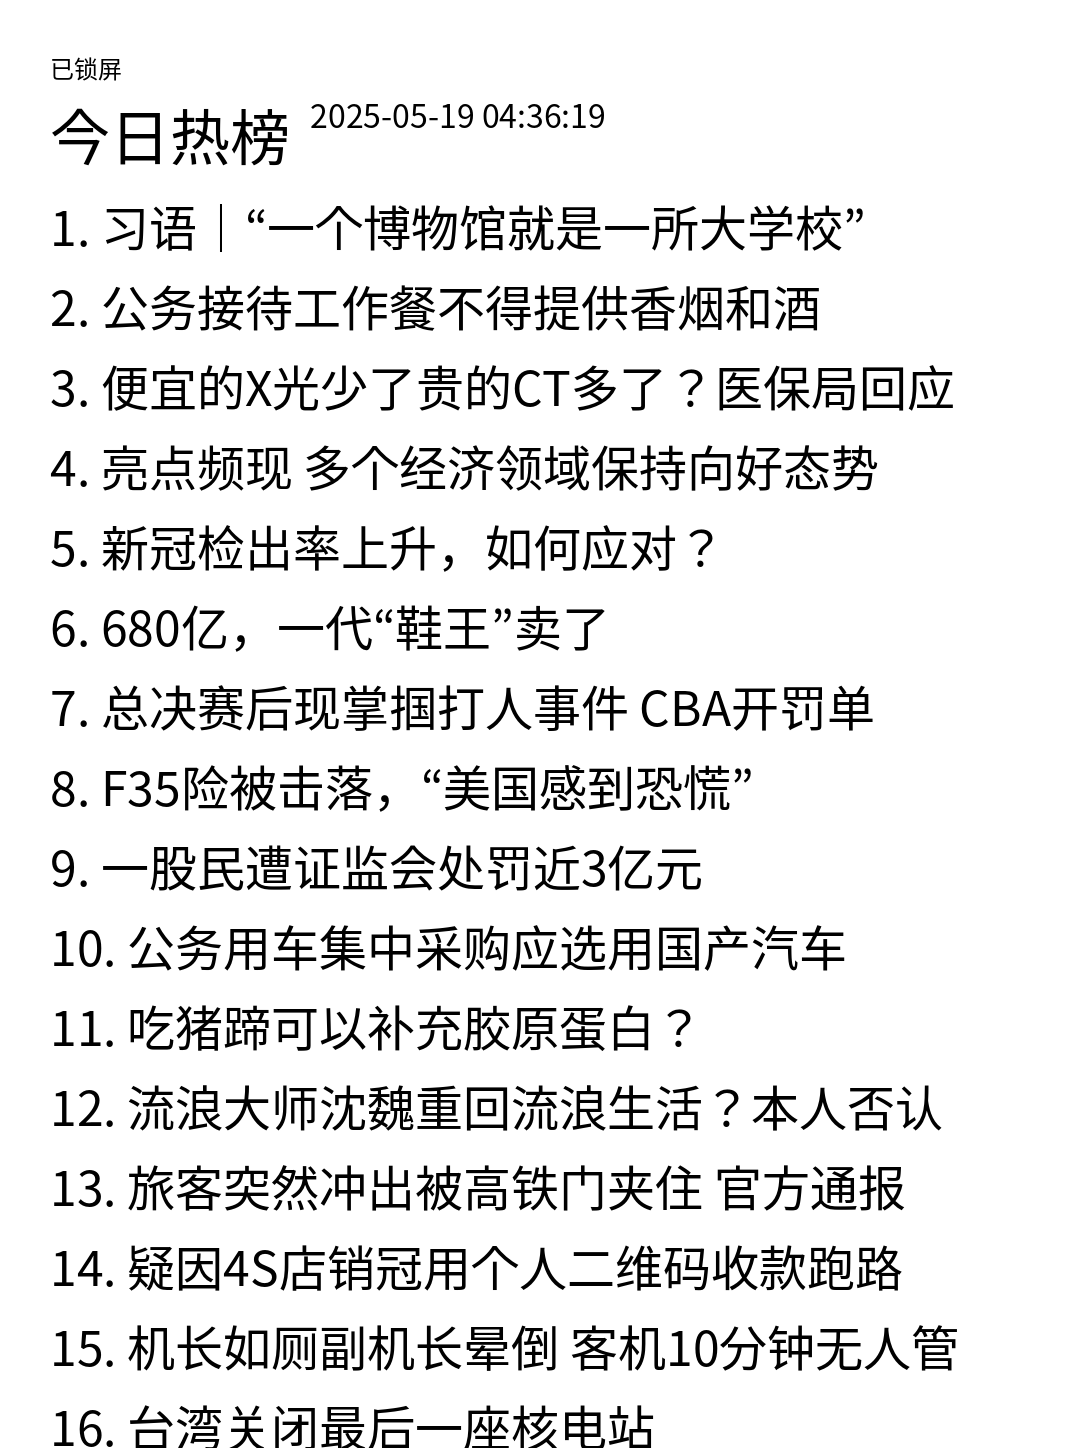 已锁屏
今日热榜 2025-05-19 04:36:19
1. 习语｜“一个博物馆就是一所大学校”
2. 公务接待工作餐不得提供香烟和酒
3. 便宜的X光少了贵的CT多了？医保局回应
4. 亮点频现 多个经济领域保持向好态势
5. 新冠检出率上升，如何应对？
6. 680亿，一代“鞋王”卖了
7. 总决赛后现掌掴打人事件 CBA开罚单
8. F35险被击落，“美国感到恐慌”
9. 一股民遭证监会处罚近3亿元
10. 公务用车集中采购应选用国产汽车
11. 吃猪蹄可以补充胶原蛋白？
12. 流浪大师沈魏重回流浪生活？本人否认
13. 旅客突然冲出被高铁门夹住 官方通报
14. 疑因4S店销冠用个人二维码收款跑路
15. 机长如厕副机长晕倒 客机10分钟无人管
16. 台湾关闭最后一座核电站